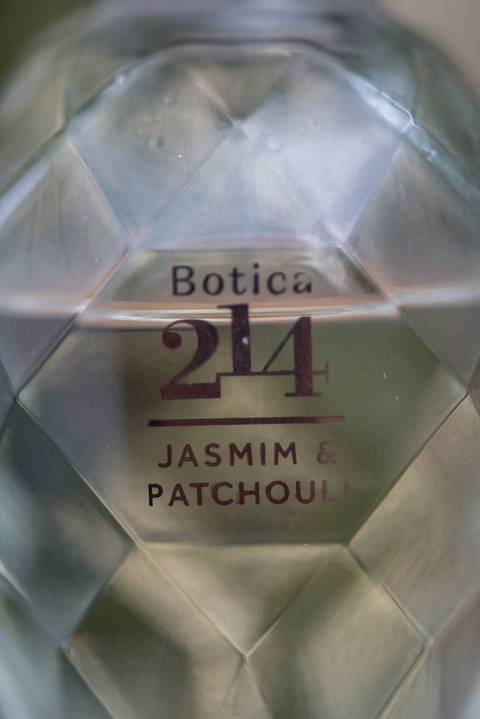 Botica
214
JASMIM &
PATCHOULI